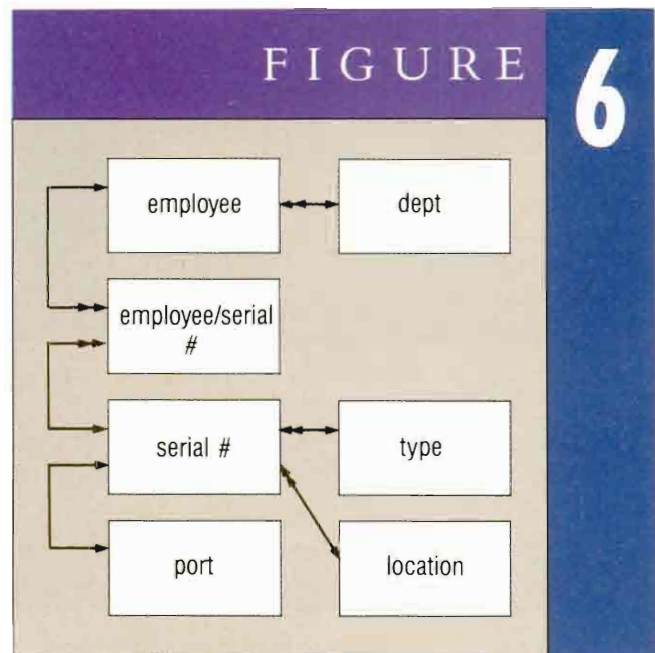 FIGURE 6
employee
dept
employee/serial
#
serial #
type
port
location